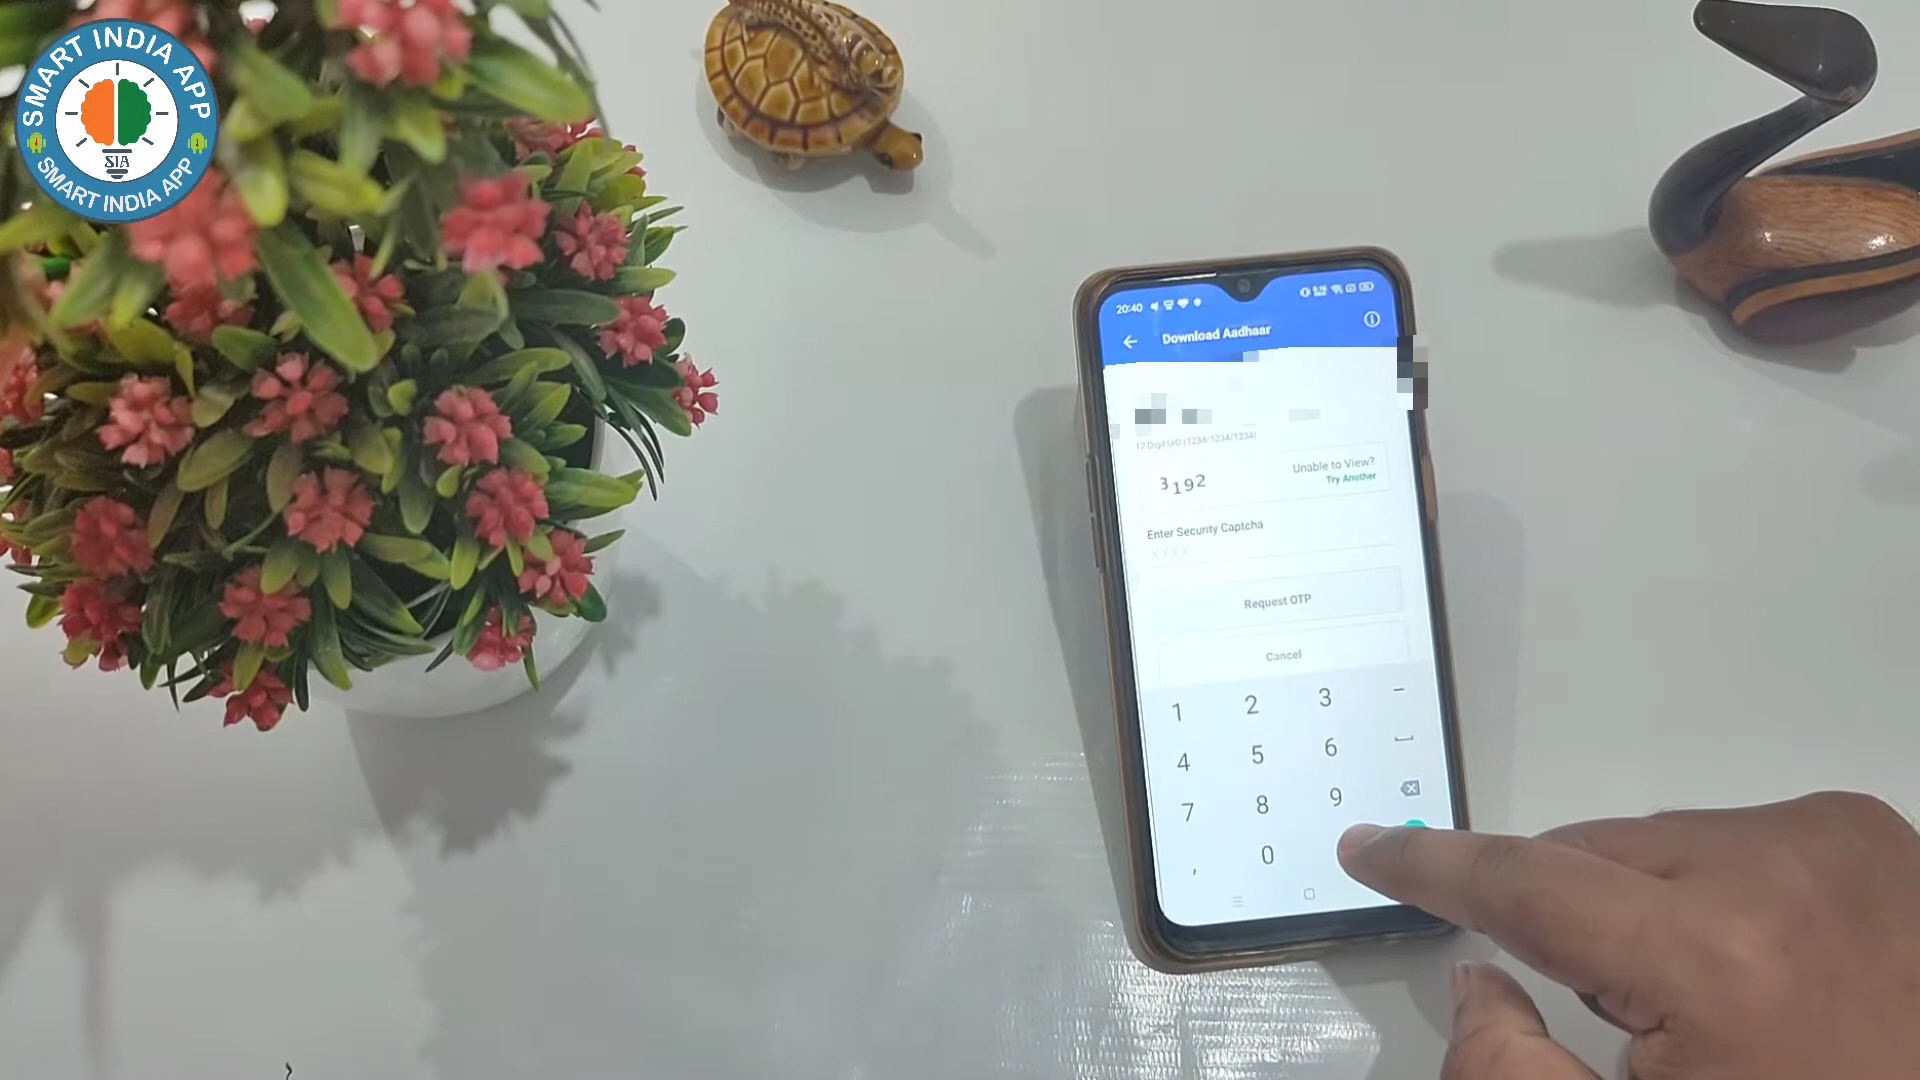 SMART INDIA APP
SIA
SMART INDIA APP
20:40
Download Aadhaar
12 Digit UID (1234/1234/1234)
3192
Unable to View?
Try Another
Enter Security Captcha
XXXX
Request OTP
Cancel
1 2 3 -
4 5 6
7 8 9
, 0